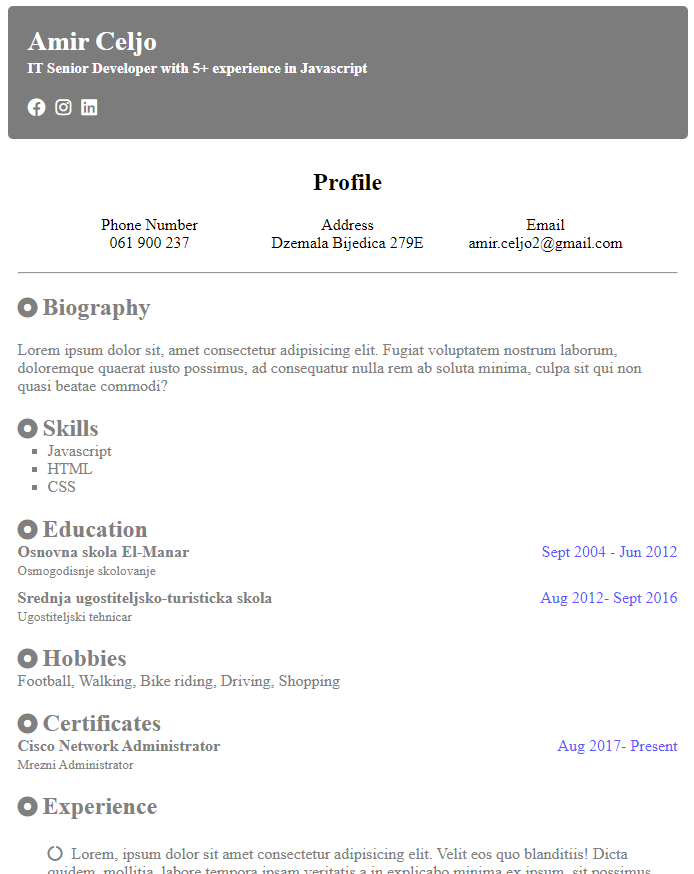 Amir Celjo
IT Senior Developer with 5+ experience in Javascript
Profile
Phone Number Address Email
061 900 237 Dzemala Bijedica 279E amir.celjo2@gmail.com
Biography
Lorem ipsum dolor sit, amet consectetur adipisicing elit. Fugiat voluptatem nostrum laborum,
doloremque quaerat iusto possimus, ad consequatur nulla rem ab soluta minima, culpa sit qui non
quasi beatae commodi?
Skills
Javascript
HTML
CSS
Education
Osnovna skola El-Manar Sept 2004 - Jun 2012
Osmogodisnje skolovanje
Srednja ugostiteljsko-turisticka skola Aug 2012- Sept 2016
Ugostiteljski tehnicar
Hobbies
Football, Walking, Bike riding, Driving, Shopping
Certificates
Cisco Network Administrator Aug 2017- Present
Mrezni Administrator
Experience
Lorem, ipsum dolor sit amet consectetur adipisicing elit. Velit eos quo blanditiis! Dicta
quidem, mollitia, labore tempora ipsam veritatis a in explicabo minima ex ipsum, sit possimus